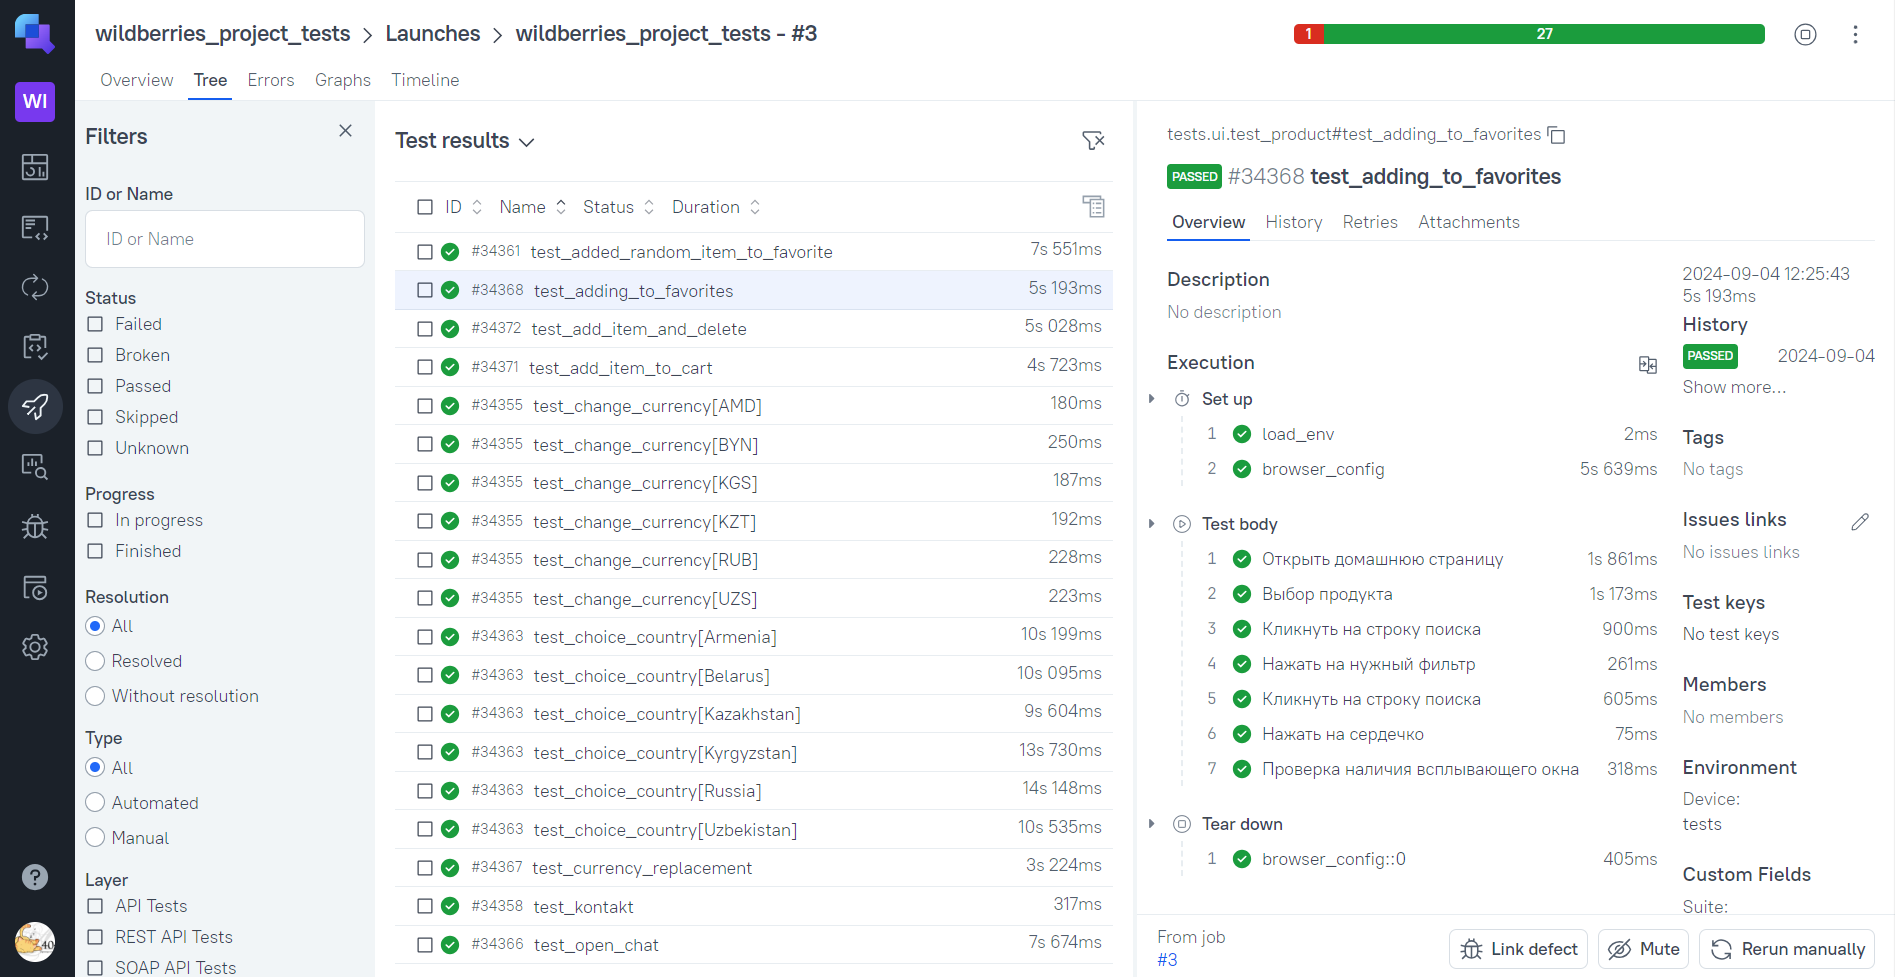 wildberries_project_tests > Launches > wildberries_project_tests - #3
1 27
Overview Tree Errors Graphs Timeline
WI
Filters
ID or Name
ID or Name
Status
Failed
Broken
Passed
Skipped
Unknown
Progress
In progress
Finished
Resolution
All
Resolved
Without resolution
Type
All
Automated
Manual
Layer
API Tests
REST API Tests
SOAP API Tests
Test results
ID Name Status Duration
#34361 test_added_random_item_to_favorite 7s 551ms
#34368 test_adding_to_favorites 5s 193ms
#34372 test_add_item_and_delete 5s 028ms
#34371 test_add_item_to_cart 4s 723ms
#34355 test_change_currency[AMD] 180ms
#34355 test_change_currency[BYN] 250ms
#34355 test_change_currency[KGS] 187ms
#34355 test_change_currency[KZT] 192ms
#34355 test_change_currency[RUB] 228ms
#34355 test_change_currency[UZS] 223ms
#34363 test_choice_country[Armenia] 10s 199ms
#34363 test_choice_country[Belarus] 10s 095ms
#34363 test_choice_country[Kazakhstan] 9s 604ms
#34363 test_choice_country[Kyrgyzstan] 13s 730ms
#34363 test_choice_country[Russia] 14s 148ms
#34363 test_choice_country[Uzbekistan] 10s 535ms
#34367 test_currency_replacement 3s 224ms
#34358 test_kontakt 317ms
#34366 test_open_chat 7s 674ms
tests.ui.test_product#test_adding_to_favorites
PASSED #34368 test_adding_to_favorites
Overview History Retries Attachments
Description
No description
Execution
Set up
1 load_env 2ms
2 browser_config 5s 639ms
Test body
1 Открыть домашнюю страницу 1s 861ms
2 Выбор продукта 1s 173ms
3 Кликнуть на строку поиска 900ms
4 Нажать на нужный фильтр 261ms
5 Кликнуть на строку поиска 605ms
6 Нажать на сердечко 75ms
7 Проверка наличия всплывающего окна 318ms
Tear down
1 browser_config::0 405ms
2024-09-04 12:25:43
5s 193ms
History
PASSED 2024-09-04
Show more...
Tags
No tags
Issues links
No issues links
Test keys
No test keys
Members
No members
Environment
Device:
tests
Custom Fields
Suite:
From job
#3
Link defect Mute Rerun manually
?
40